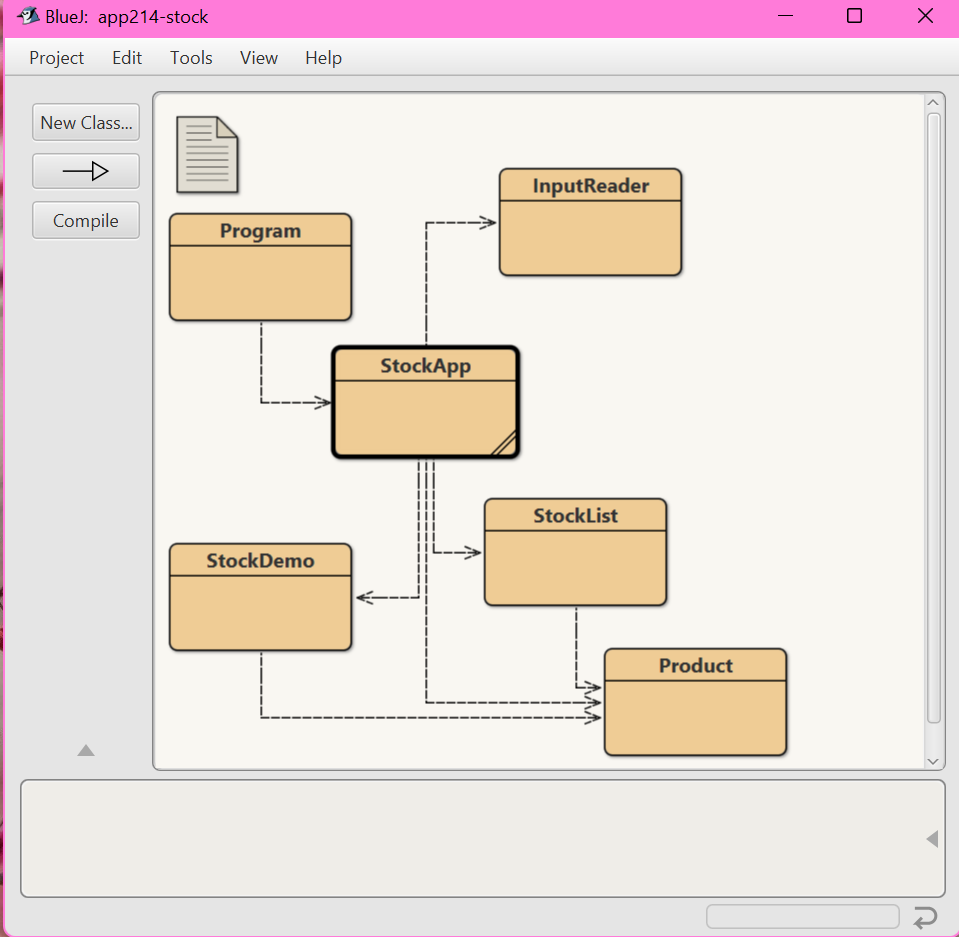 BlueJ: app214-stock
Project Edit Tools View Help
New Class...
Compile
InputReader
Program
StockApp
StockList
StockDemo
Product